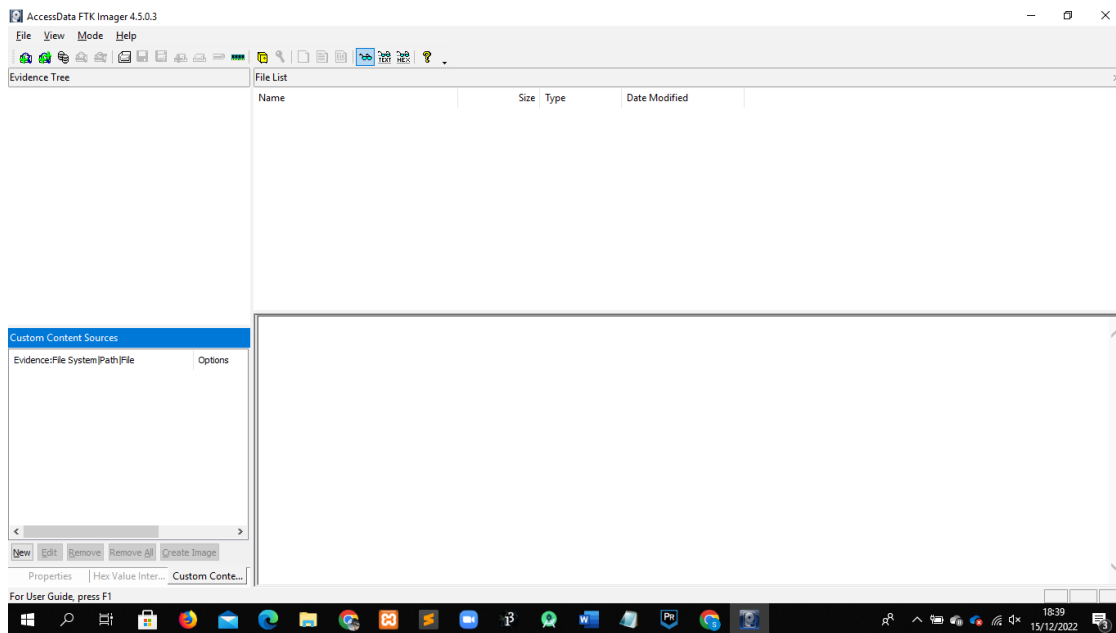 AccessData FTK Imager 4.5.0.3
File View Mode Help
TEXT HEX
Evidence Tree
File List
Name Size Type Date Modified
Custom Content Sources
Evidence:File System|Path|File Options
New Edit Remove Remove All Create Image
Properties Hex Value Inter... Custom Conte...
For User Guide, press F1
18:39
15/12/2022